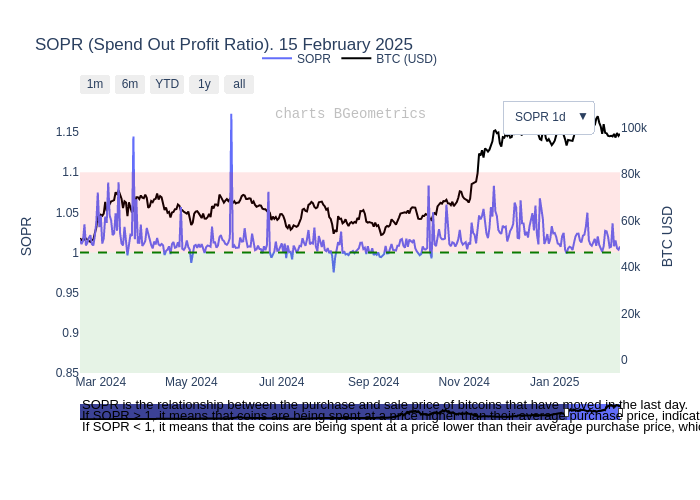 SOPR (Spend Out Profit Ratio). 15 February 2025
SOPR BTC (USD)
1m 6m YTD 1y all
charts BGeometrics
SOPR 1d ▼
1.15
1.1
1.05
1
0.95
0.9
0.85
SOPR
100k
80k
60k
40k
20k
0
BTC USD
Mar 2024 May 2024 Jul 2024 Sep 2024 Nov 2024 Jan 2025
SOPR is the relationship between the purchase and sale price of bitcoins that have moved in the last day.
If SOPR > 1, it means that coins are being spent at a price higher than their average purchase price, indicat
If SOPR < 1, it means that the coins are being spent at a price lower than their average purchase price, whic